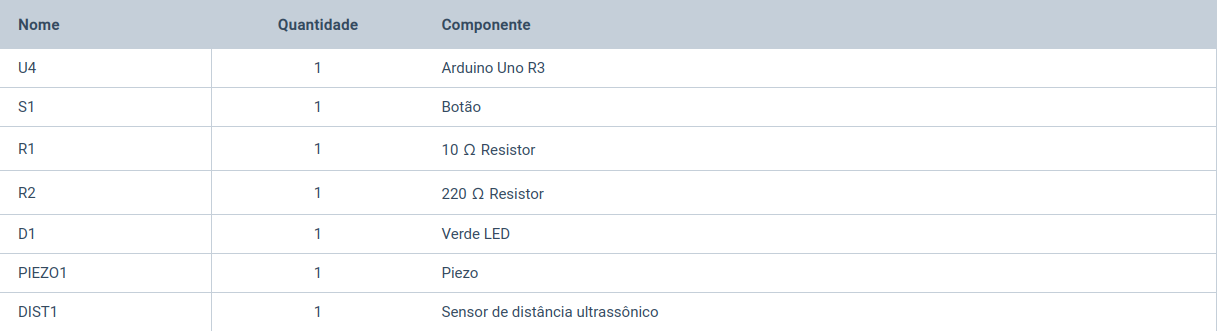 Nome Quantidade Componente
U4 1 Arduino Uno R3
S1 1 Botão
R1 1 10 Ω Resistor
R2 1 220 Ω Resistor
D1 1 Verde LED
PIEZO1 1 Piezo
DIST1 1 Sensor de distância ultrassônico